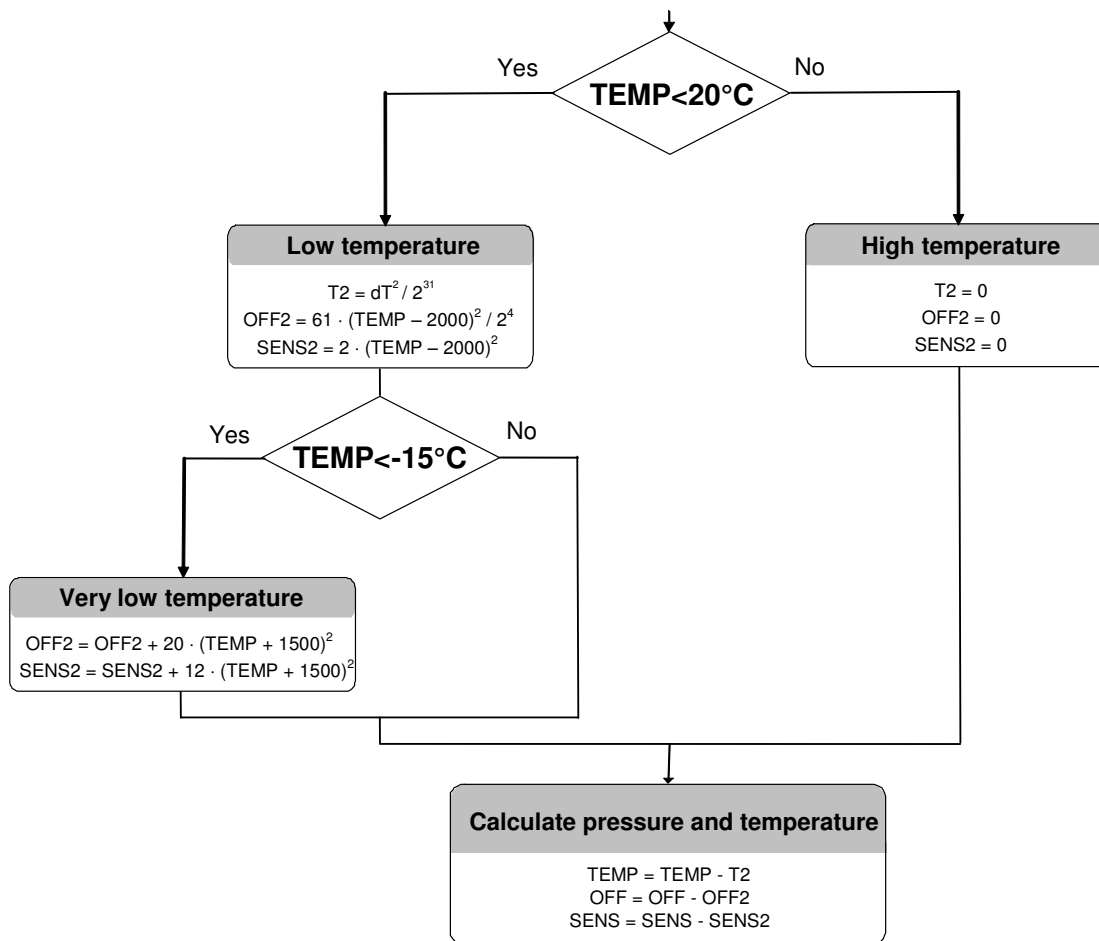 Yes
No
TEMP<20°C
Low temperature
T2 = dT² / 2³¹
OFF2 = 61 · (TEMP – 2000)² / 2⁴
SENS2 = 2 · (TEMP – 2000)²
High temperature
T2 = 0
OFF2 = 0
SENS2 = 0
Yes
No
TEMP<-15°C
Very low temperature
OFF2 = OFF2 + 20 · (TEMP + 1500)²
SENS2 = SENS2 + 12 · (TEMP + 1500)²
Calculate pressure and temperature
TEMP = TEMP - T2
OFF = OFF - OFF2
SENS = SENS - SENS2